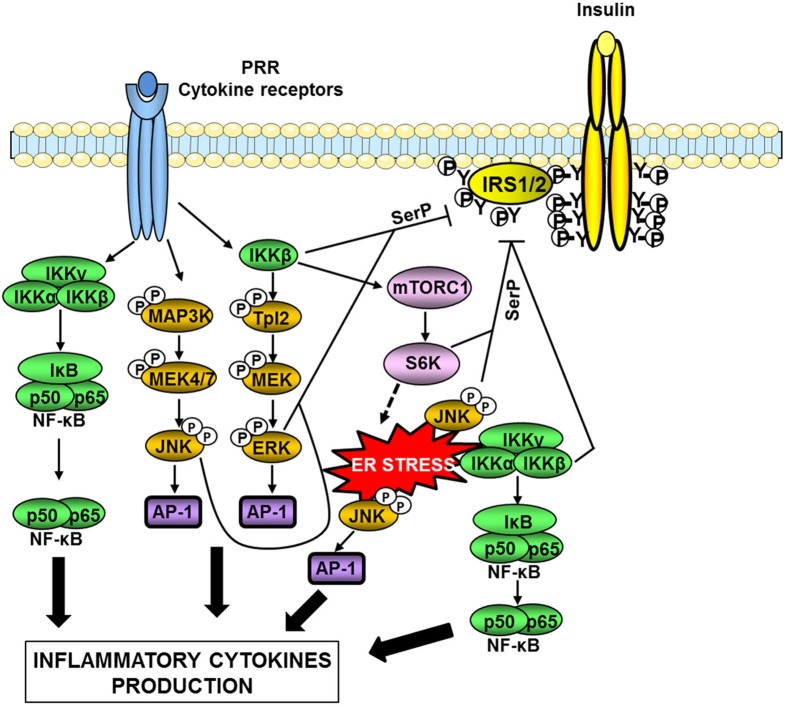 Insulin
PRR
Cytokine receptors
P
Y
P
Y
P
Y
IRS1/2
P-Y
Y-P
P-Y
Y-P
P-Y
Y-P
P-Y
Y-P
SerP
IKKγ
IKKα
IKKβ
IKKβ
mTORC1
SerP
P
P
MAP3K
P
P
Tpl2
IκB
p50
p65
NF-κB
P
P
MEK4/7
P
P
MEK
S6K
JNK
P
P
JNK
P
P
P
P
ERK
ER STRESS
IKKγ
IKKα
IKKβ
AP-1
AP-1
JNK
P
P
p50
p65
NF-κB
IκB
p50
p65
NF-κB
AP-1
p50
p65
NF-κB
INFLAMMATORY CYTOKINES
PRODUCTION